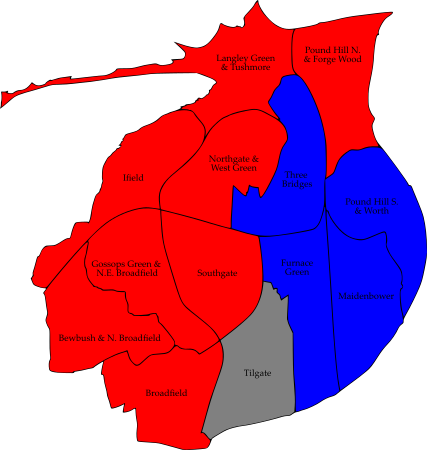 Langley Green
& Tushmore
Pound Hill N.
& Forge Wood
Northgate &
West Green
Ifield
Three
Bridges
Pound Hill S.
& Worth
Gossops Green &
N.E. Broadfield
Southgate
Furnace
Green
Maidenbower
Bewbush & N. Broadfield
Tilgate
Broadfield